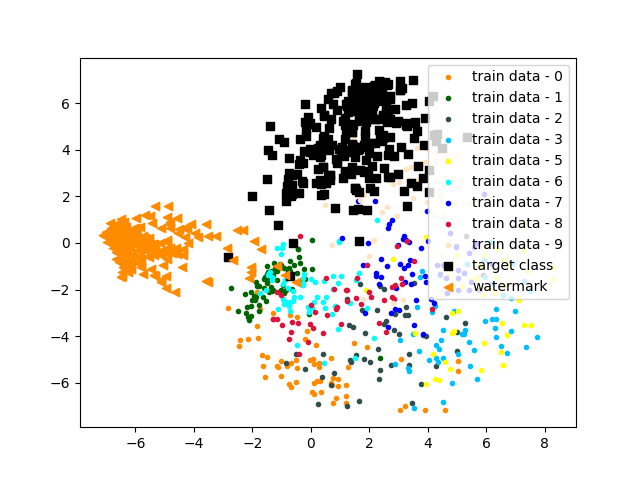 train data - 0
train data - 1
train data - 2
train data - 3
train data - 5
train data - 6
train data - 7
train data - 8
train data - 9
target class
watermark
6
4
2
0
−2
−4
−6
−6 −4 −2 0 2 4 6 8